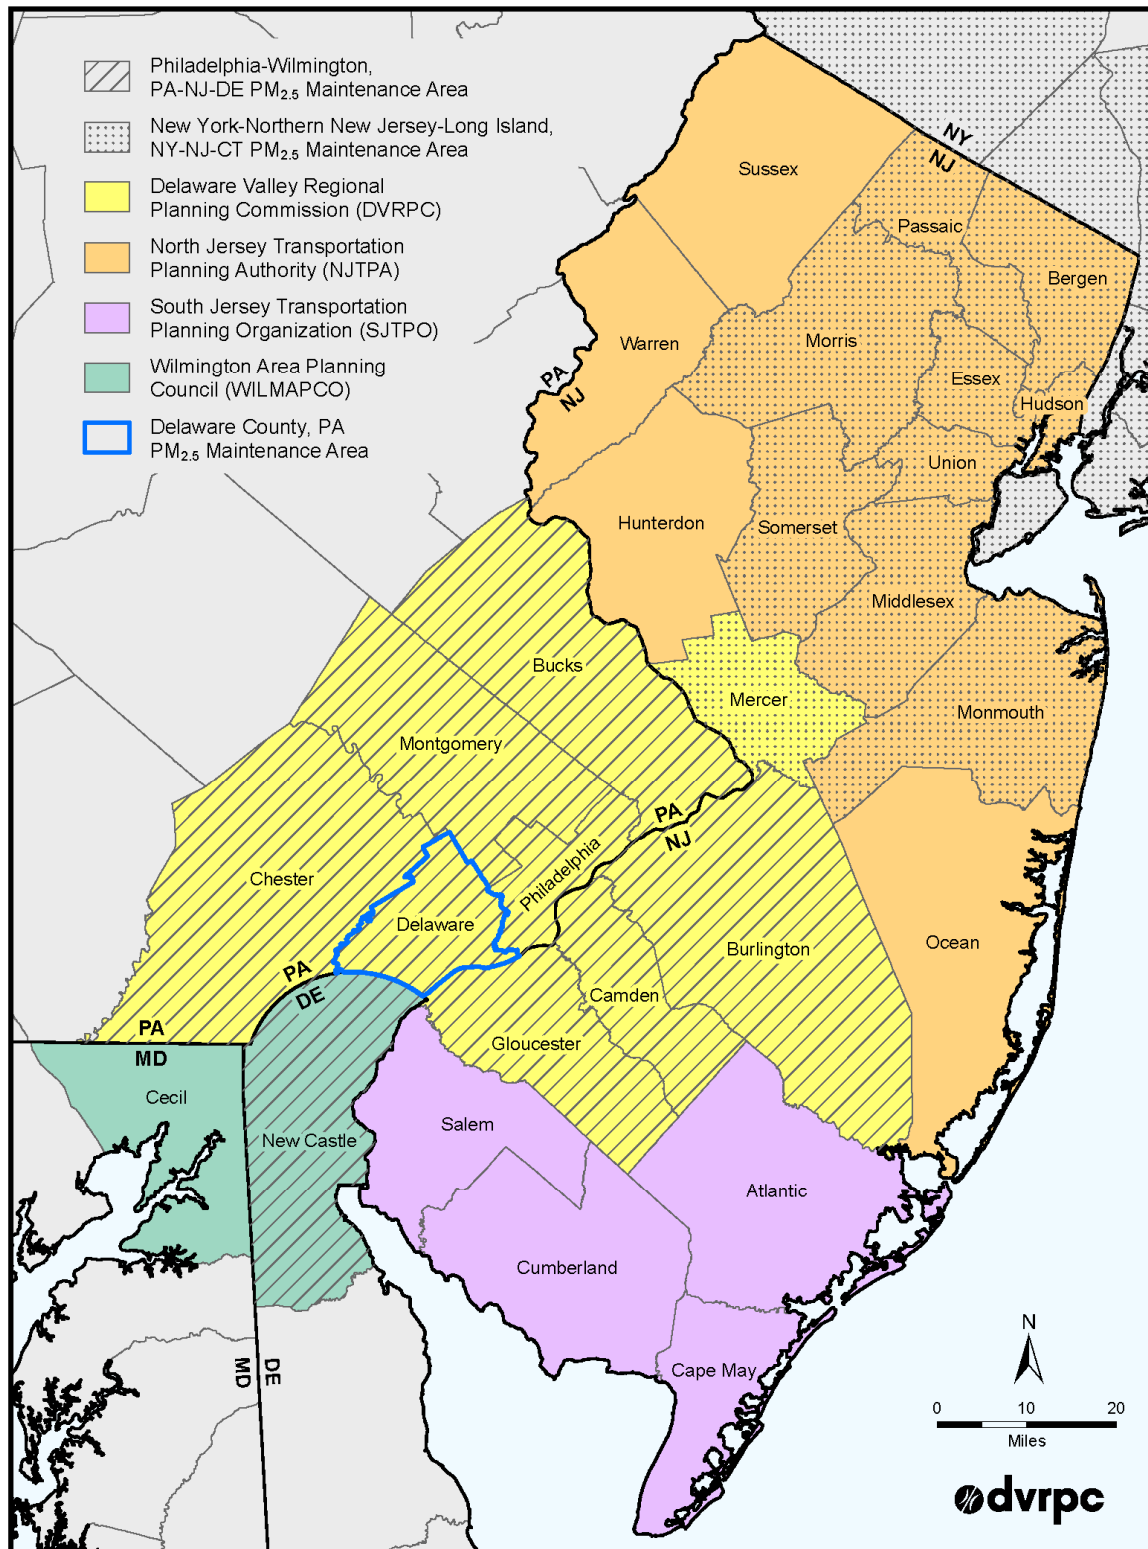 Philadelphia-Wilmington,
PA-NJ-DE PM2.5 Maintenance Area
New York-Northern New Jersey-Long Island,
NY-NJ-CT PM2.5 Maintenance Area
Delaware Valley Regional
Planning Commission (DVRPC)
North Jersey Transportation
Planning Authority (NJTPA)
South Jersey Transportation
Planning Organization (SJTPO)
Wilmington Area Planning
Council (WILMAPCO)
Delaware County, PA
PM2.5 Maintenance Area
NY
NJ
Sussex
Passaic
Bergen
Warren
Morris
PA
NJ
Essex
Hudson
Union
Hunterdon
Somerset
Middlesex
Bucks
Mercer
Monmouth
Montgomery
PA
NJ
Philadelphia
Chester
Delaware
Burlington
Ocean
PA
DE
Camden
Gloucester
PA
MD
Cecil
New Castle
Salem
Atlantic
Cumberland
Cape May
MD
DE
N
0 10 20
Miles
dvrpc